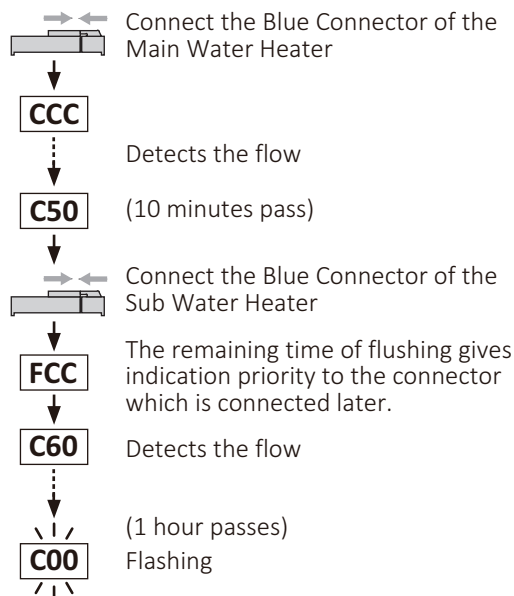 Connect the Blue Connector of the
Main Water Heater
CCC
Detects the flow
C50 (10 minutes pass)
Connect the Blue Connector of the
Sub Water Heater
FCC
The remaining time of flushing gives
indication priority to the connector
which is connected later.
C60 Detects the flow
(1 hour passes)
C00 Flashing